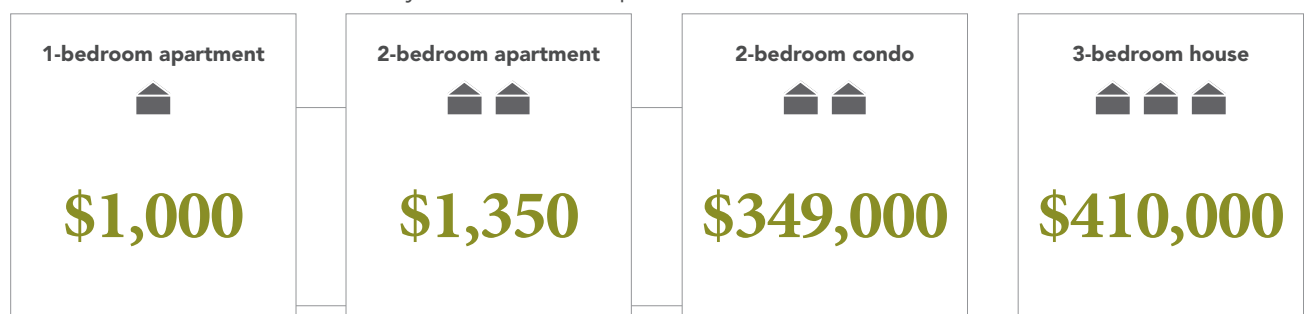 1-bedroom apartment
$1,000
2-bedroom apartment
$1,350
2-bedroom condo
$349,000
3-bedroom house
$410,000